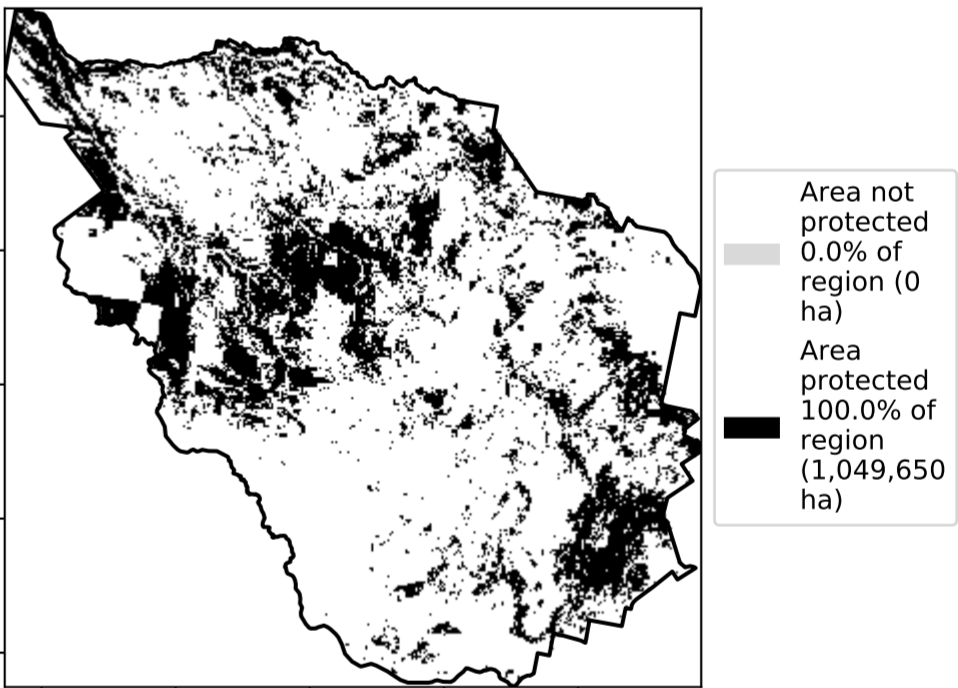 Area not
protected
0.0% of
region (0
ha)
Area
protected
100.0% of
region
(1,049,650
ha)